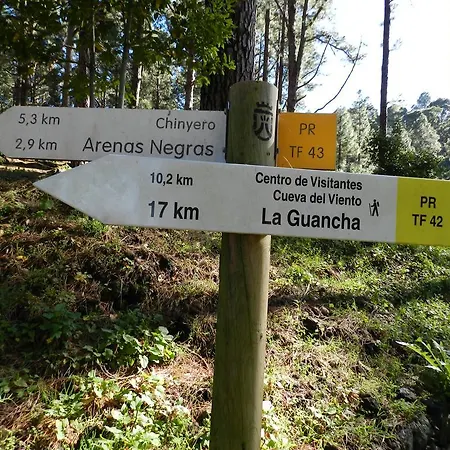 5,3 km Chinyero
2,9 km Arenas Negras
PR
TF 43
10,2 km Centro de Visitantes
Cueva del Viento
17 km La Guancha
PR
TF 42